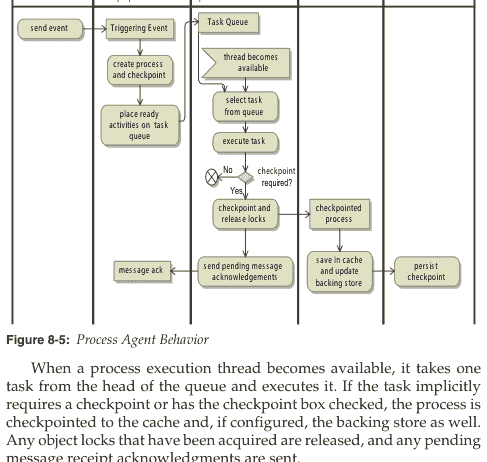 send event
Triggering Event
Task Queue
create process
and checkpoint
thread becomes
available
place ready
activities on task
queue
select task
from queue
execute task
No
checkpoint
required?
Yes
checkpoint and
release locks
checkpointed
process
message ack
send pending message
acknowledgements
save in cache
and update
backing store
persist
checkpoint
Figure 8-5: Process Agent Behavior
When a process execution thread becomes available, it takes one
task from the head of the queue and executes it. If the task implicitly
requires a checkpoint or has the checkpoint box checked, the process is
checkpointed to the cache and, if configured, the backing store as well.
Any object locks that have been acquired are released, and any pending
message receipt acknowledgments are sent.